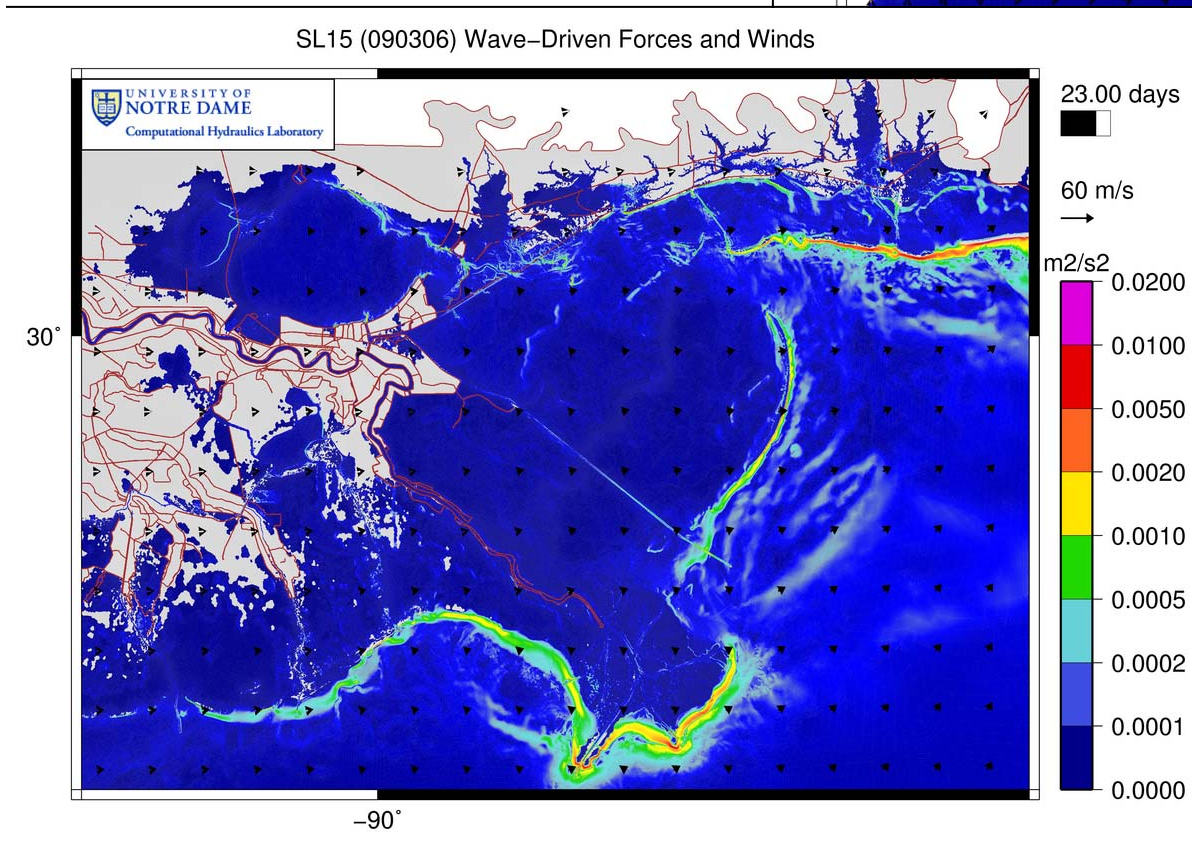 SL15 (090306) Wave−Driven Forces and Winds
UNIVERSITY OF
NOTRE DAME
Computational Hydraulics Laboratory
23.00 days
60 m/s
m2/s2
0.0200
0.0100
0.0050
0.0020
0.0010
0.0005
0.0002
0.0001
0.0000
30°
−90°